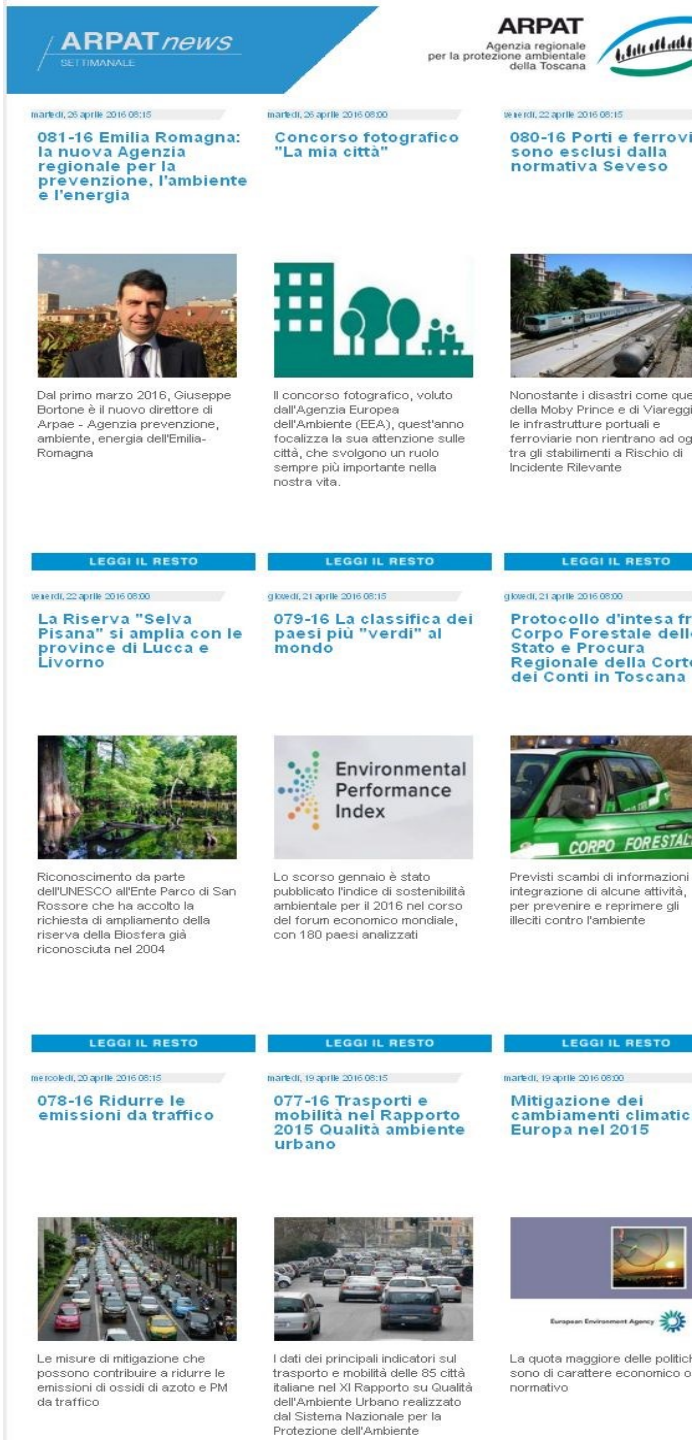 ARPAT news
SETTIMANALE
ARPAT
Agenzia regionale
per la protezione ambientale
della Toscana
martedì, 26 aprile 2016 08:15
081-16 Emilia Romagna:
la nuova Agenzia
regionale per la
prevenzione, l'ambiente
e l'energia
Dal primo marzo 2016, Giuseppe
Bortone è il nuovo direttore di
Arpae - Agenzia prevenzione,
ambiente, energia dell'Emilia-
Romagna
LEGGI IL RESTO
martedì, 26 aprile 2016 08:00
Concorso fotografico
"La mia città"
Il concorso fotografico, voluto
dall'Agenzia Europea
dell'Ambiente (EEA), quest'anno
focalizza la sua attenzione sulle
città, che svolgono un ruolo
sempre più importante nella
nostra vita.
LEGGI IL RESTO
venerdì, 22 aprile 2016 08:15
080-16 Porti e ferrovi
sono esclusi dalla
normativa Seveso
Nonostante i disastri come que
della Moby Prince e di Viareggi
le infrastrutture portuali e
ferroviarie non rientrano ad og
tra gli stabilimenti a Rischio di
Incidente Rilevante
LEGGI IL RESTO
venerdì, 22 aprile 2016 08:00
La Riserva "Selva
Pisana" si amplia con le
province di Lucca e
Livorno
Riconoscimento da parte
dell'UNESCO all'Ente Parco di San
Rossore che ha accolto la
richiesta di ampliamento della
riserva della Biosfera già
riconosciuta nel 2004
LEGGI IL RESTO
giovedì, 21 aprile 2016 08:15
079-16 La classifica dei
paesi più "verdi" al
mondo
Environmental
Performance
Index
Lo scorso gennaio è stato
pubblicato l'indice di sostenibilità
ambientale per il 2016 nel corso
del forum economico mondiale,
con 180 paesi analizzati
LEGGI IL RESTO
giovedì, 21 aprile 2016 08:00
Protocollo d'intesa fr
Corpo Forestale dell
Stato e Procura
Regionale della Cort
dei Conti in Toscana
CORPO FORESTAL
Previsti scambi di informazioni
integrazione di alcune attività,
per prevenire e reprimere gli
illeciti contro l'ambiente
LEGGI IL RESTO
mercoledì, 20 aprile 2016 08:15
078-16 Ridurre le
emissioni da traffico
Le misure di mitigazione che
possono contribuire a ridurre le
emissioni di ossidi di azoto e PM
da traffico
martedì, 19 aprile 2016 08:15
077-16 Trasporti e
mobilità nel Rapporto
2015 Qualità ambiente
urbano
I dati dei principali indicatori sul
trasporto e mobilità delle 85 città
italiane nel XI Rapporto su Qualità
dell'Ambiente Urbano realizzato
dal Sistema Nazionale per la
Protezione dell'Ambiente
martedì, 19 aprile 2016 08:00
Mitigazione dei
cambiamenti climatic
Europa nel 2015
European Environment Agency
La quota maggiore delle politich
sono di carattere economico o
normativo